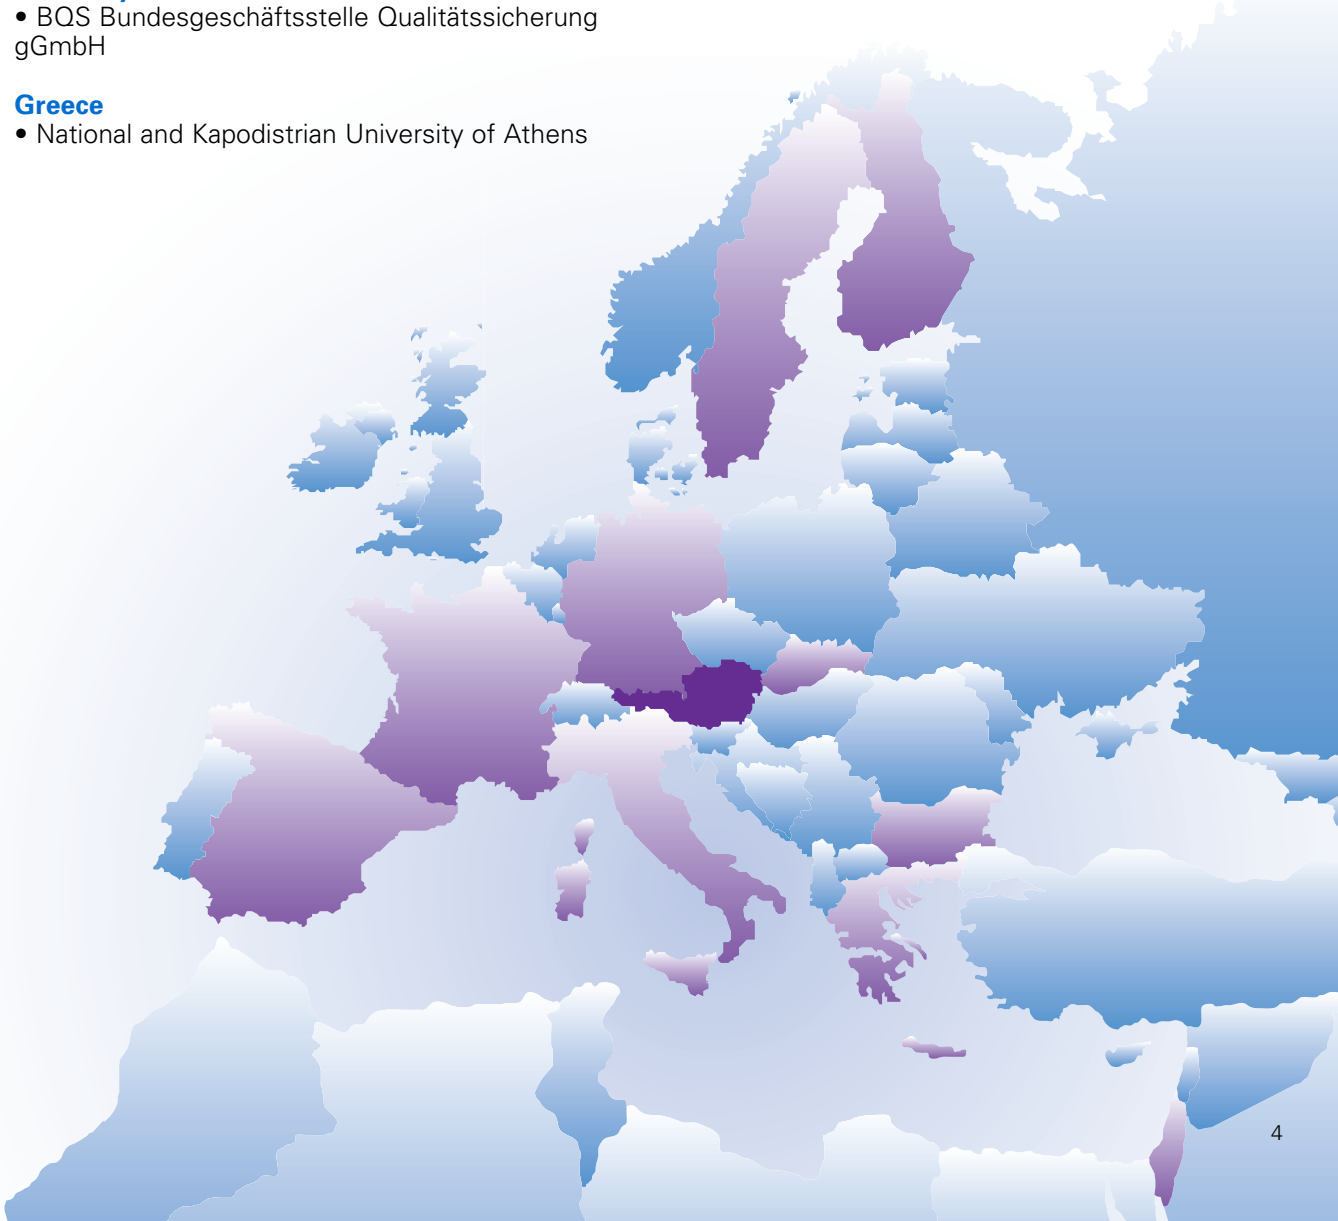 • BQS Bundesgeschäftsstelle Qualitätssicherung
gGmbH
Greece
• National and Kapodistrian University of Athens
4